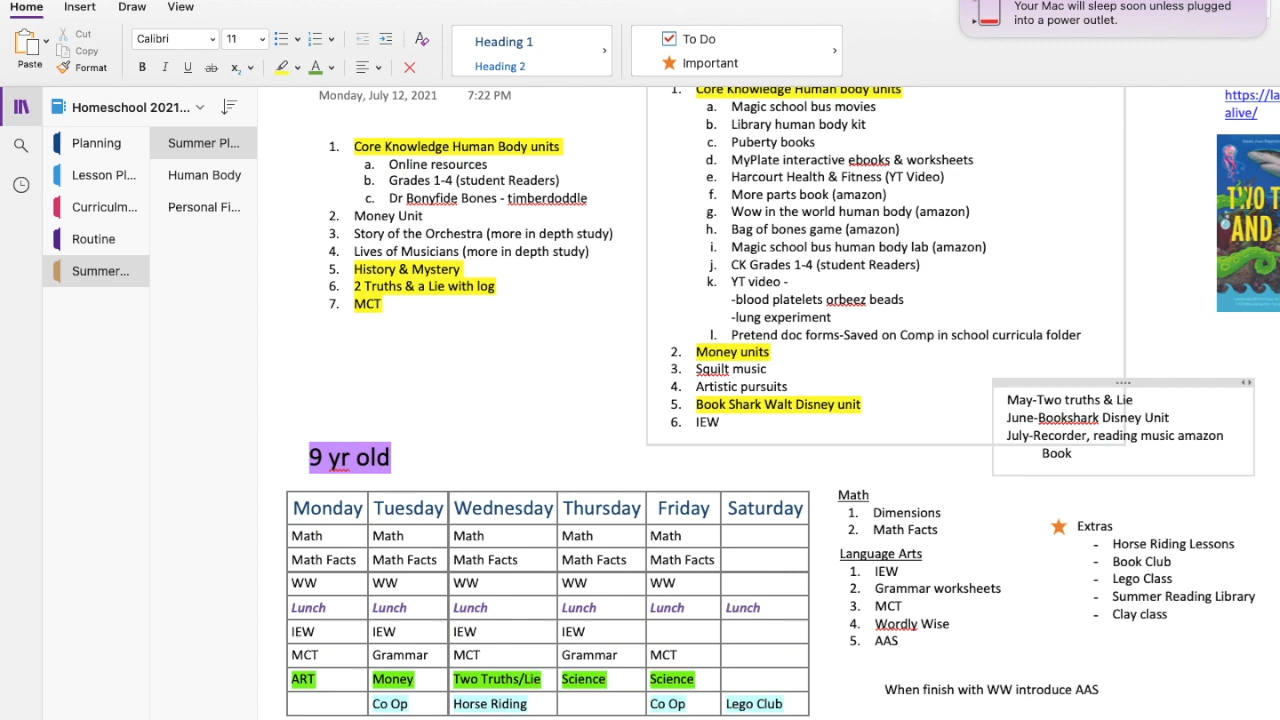 Home Insert Draw View
Your Mac will sleep soon unless plugged
into a power outlet.
Paste
Cut
Copy
Format
Calibri 11
B I U ab x₂ A
Heading 1
Heading 2
To Do
Important
Homeschool 2021...
Planning
Lesson Pl...
Curriculm...
Routine
Summer...
Summer Pl...
Human Body
Personal Fi...
Monday, July 12, 2021 7:22 PM
1. Core Knowledge Human Body units
a. Online resources
b. Grades 1-4 (student Readers)
c. Dr Bonyfide Bones - timberdoddle
2. Money Unit
3. Story of the Orchestra (more in depth study)
4. Lives of Musicians (more in depth study)
5. History & Mystery
6. 2 Truths & a Lie with log
7. MCT
1. Core Knowledge Human body units
a. Magic school bus movies
b. Library human body kit
c. Puberty books
d. MyPlate interactive ebooks & worksheets
e. Harcourt Health & Fitness (YT Video)
f. More parts book (amazon)
g. Wow in the world human body (amazon)
h. Bag of bones game (amazon)
i. Magic school bus human body lab (amazon)
j. CK Grades 1-4 (student Readers)
k. YT video -
-blood platelets orbeez beads
-lung experiment
l. Pretend doc forms-Saved on Comp in school curricula folder
2. Money units
3. Squilt music
4. Artistic pursuits
5. Book Shark Walt Disney unit
6. IEW
https://la
alive/
TWO T
AND
May-Two truths & Lie
June-Bookshark Disney Unit
July-Recorder, reading music amazon
Book
9 yr old
Monday Tuesday Wednesday Thursday Friday Saturday
Math Math Math Math Math
Math Facts Math Facts Math Facts Math Facts Math Facts
WW WW WW WW WW
Lunch Lunch Lunch Lunch Lunch Lunch
IEW IEW IEW IEW
MCT Grammar MCT Grammar MCT
ART Money Two Truths/Lie Science Science
Co Op Horse Riding Co Op Lego Club
Math
1. Dimensions
2. Math Facts
Language Arts
1. IEW
2. Grammar worksheets
3. MCT
4. Wordly Wise
5. AAS
Extras
- Horse Riding Lessons
- Book Club
- Lego Class
- Summer Reading Library
- Clay class
When finish with WW introduce AAS